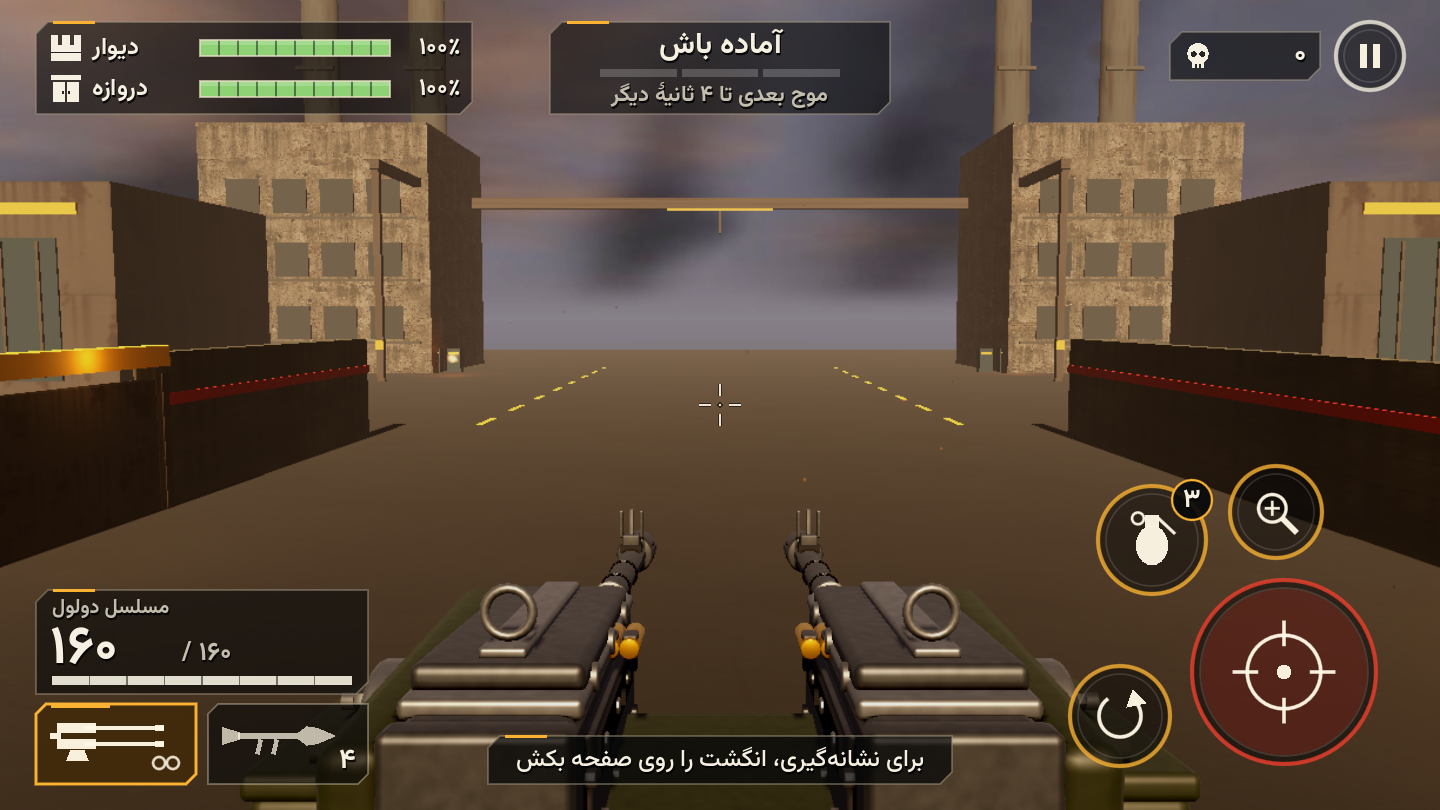 دیوار ۱۰۰٪
دروازه ۱۰۰٪
آماده باش
موج بعدی تا ۴ ثانیهٔ دیگر
۰
۳
مسلسل دولول
۱۶۰ / ۱۶۰
∞
۴
برای نشانه‌گیری، انگشت را روی صفحه بکش